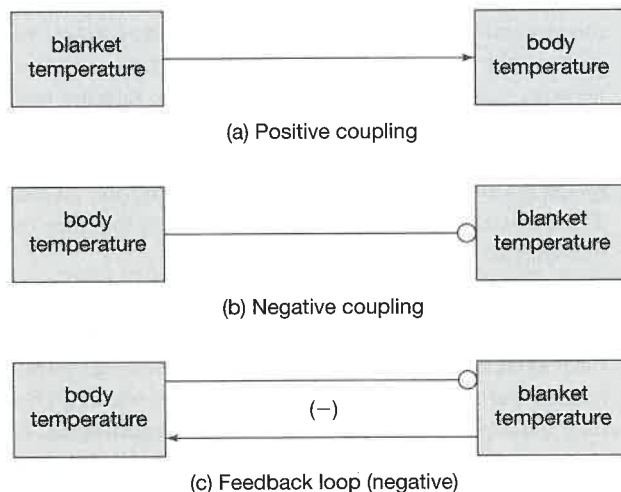 blanket
temperature
body
temperature
(a) Positive coupling
body
temperature
blanket
temperature
(b) Negative coupling
body
temperature
(−)
blanket
temperature
(c) Feedback loop (negative)